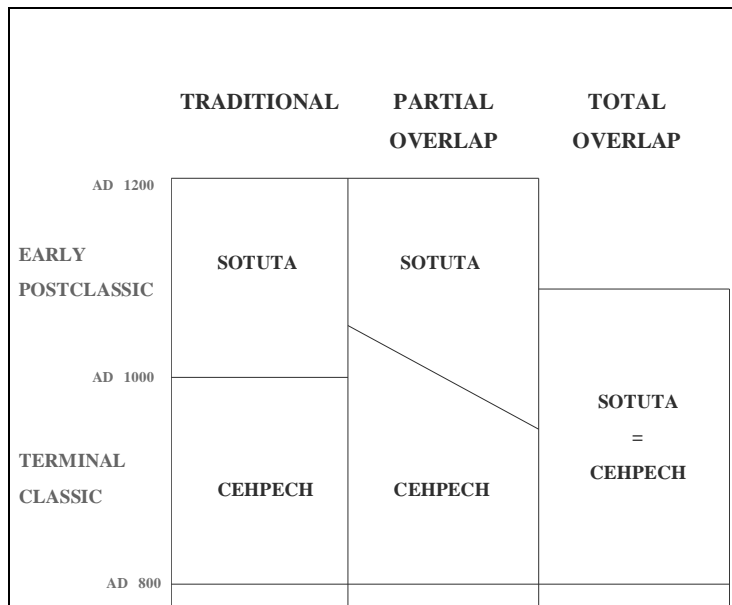 TRADITIONAL PARTIAL OVERLAP TOTAL OVERLAP
AD 1200
EARLY POSTCLASSIC
SOTUTA SOTUTA
AD 1000
SOTUTA = CEHPECH
TERMINAL CLASSIC
CEHPECH CEHPECH
AD 800